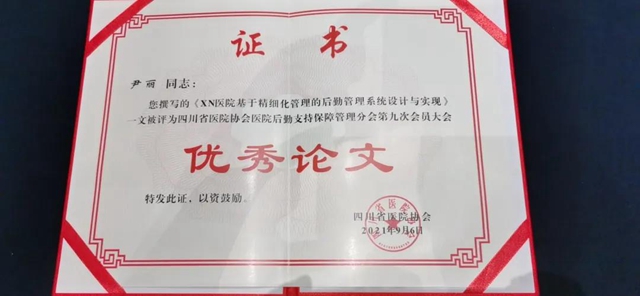 证书
尹丽 同志：
您撰写的《XN医院基于精细化管理的后勤管理系统设计与实现》
一文被评为四川省医院协会医院后勤支持保障管理分会第九次会员大会
优秀论文
特发此证，以资鼓励。
四川省医院协会
2021年9月6日